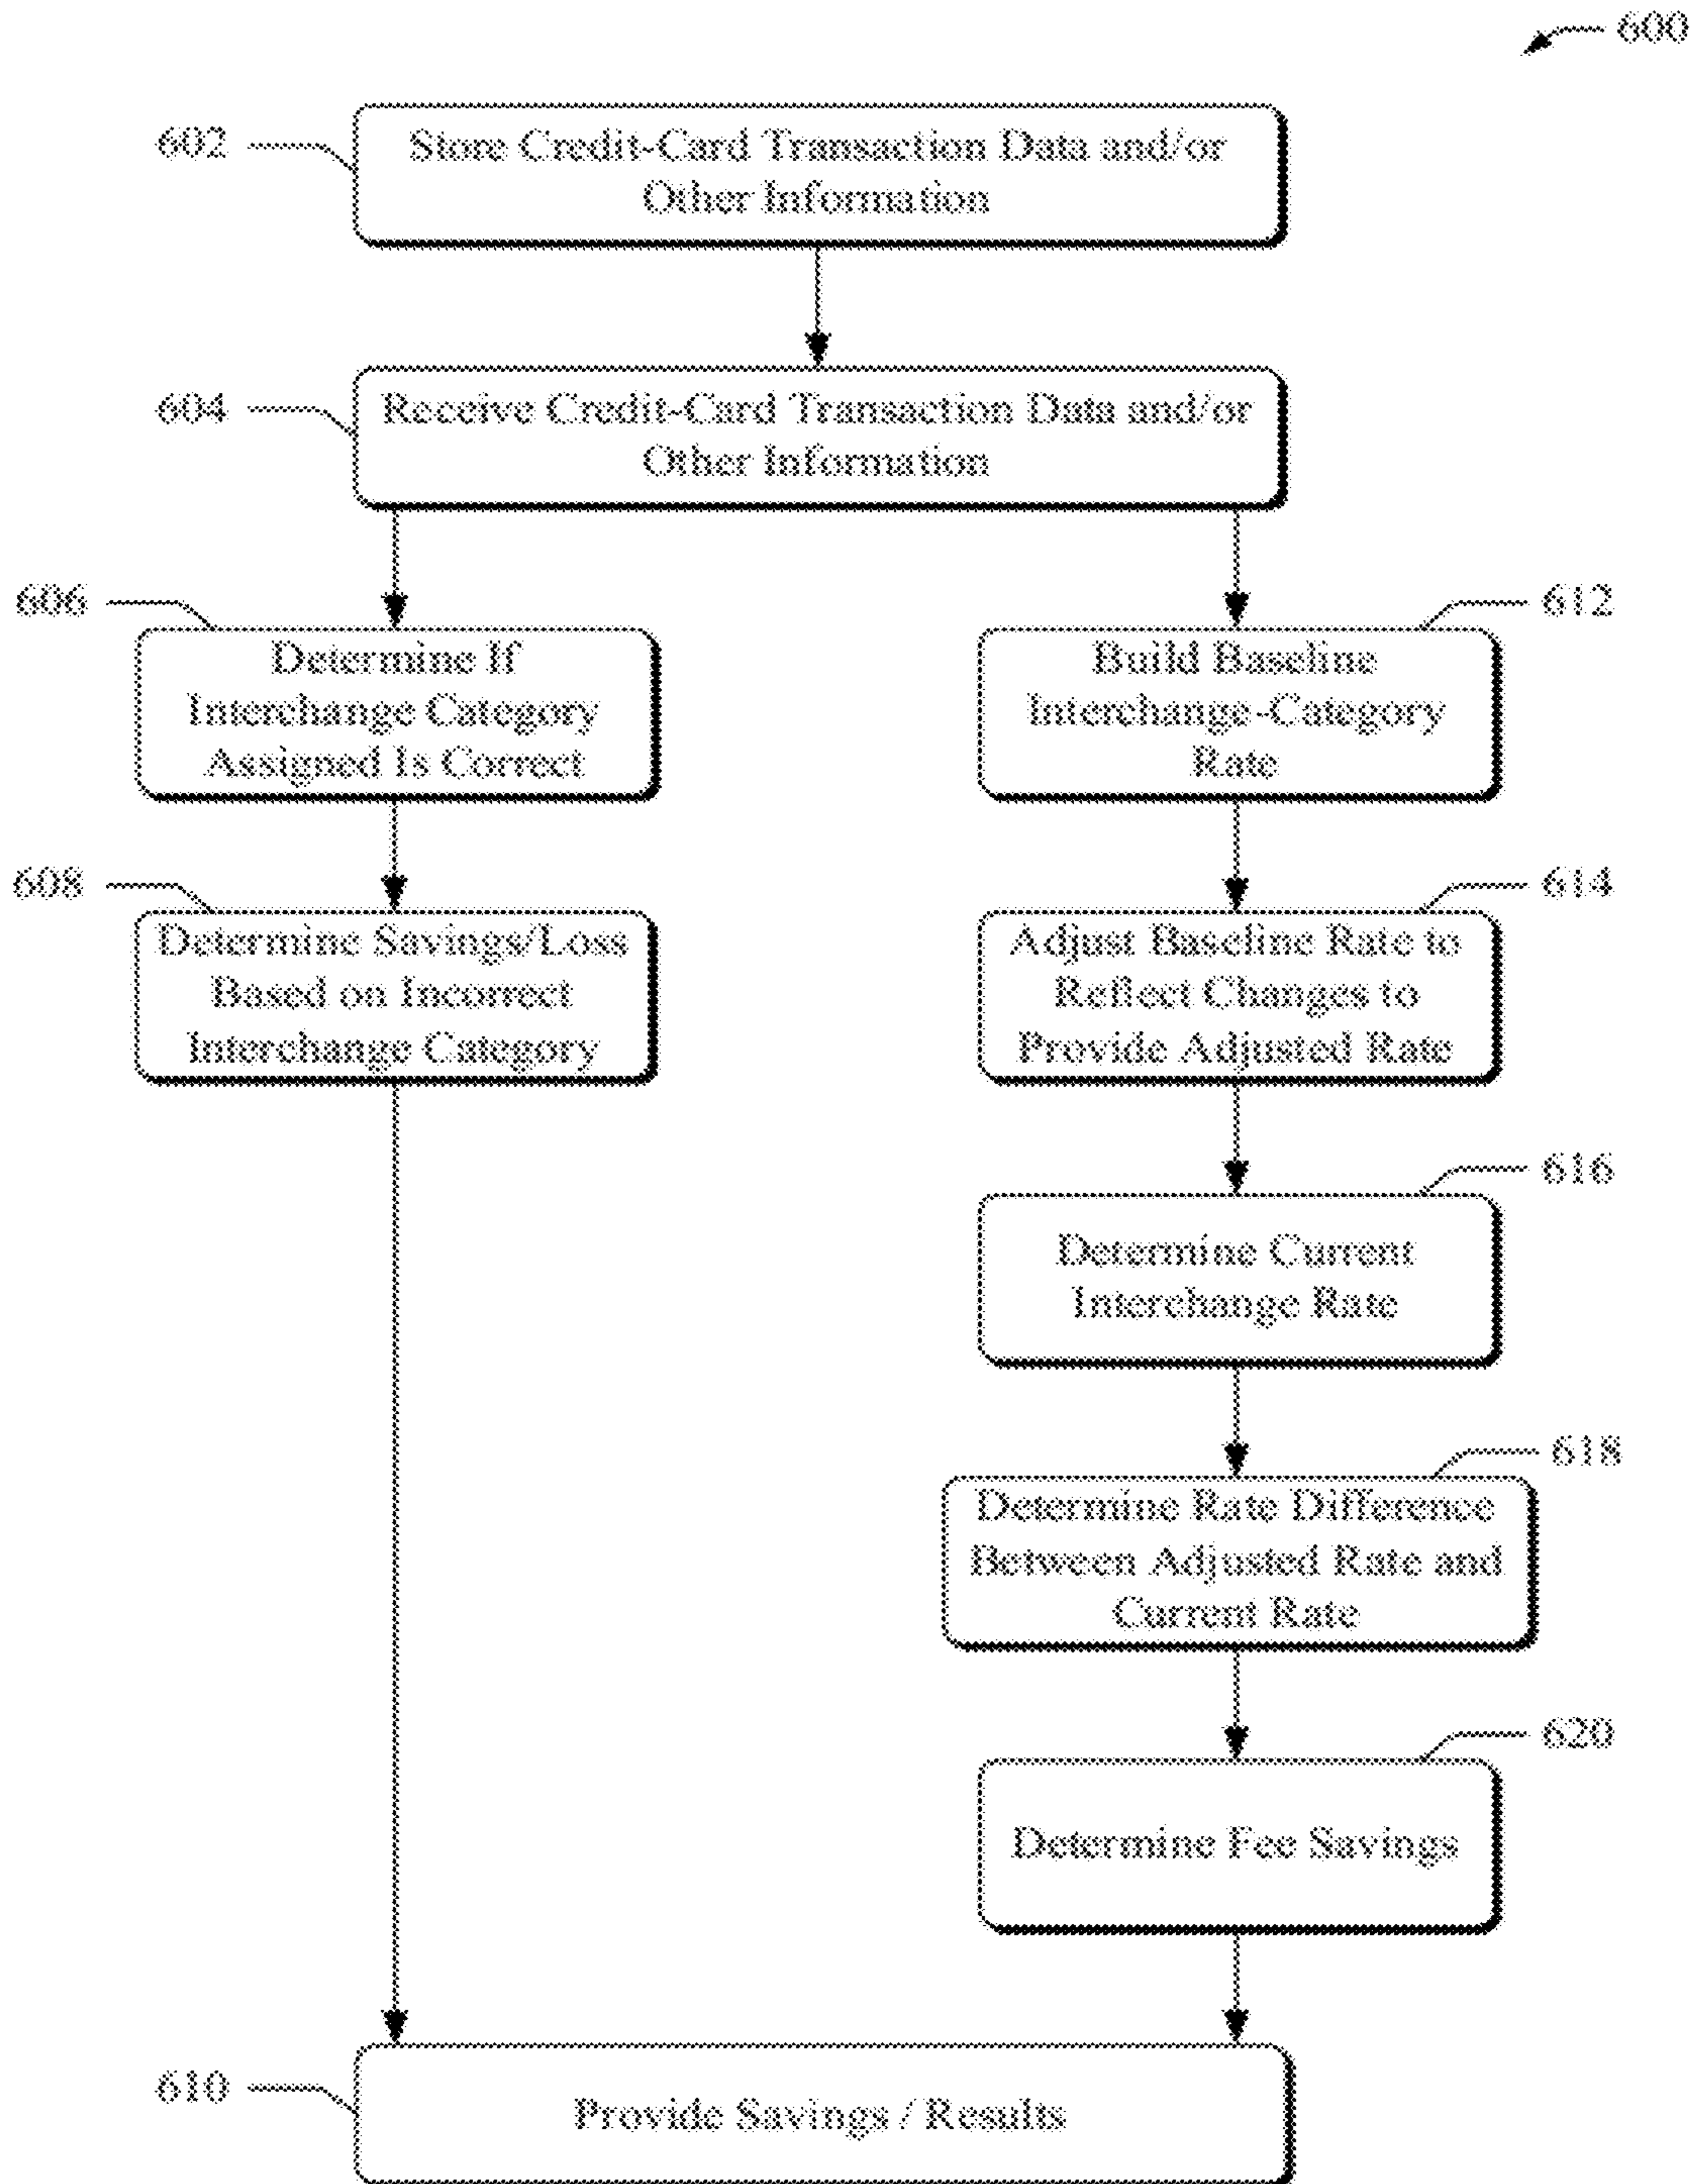 600
602
Store Credit-Card Transaction Data and/or
Other Information
604
Receive Credit-Card Transaction Data and/or
Other Information
606
Determine If
Interchange Category
Assigned Is Correct
612
Build Baseline
Interchange-Category
Rate
608
Determine Savings/Loss
Based on Incorrect
Interchange Category
614
Adjust Baseline Rate to
Reflect Changes to
Provide Adjusted Rate
616
Determine Current
Interchange Rate
618
Determine Rate Difference
Between Adjusted Rate and
Current Rate
620
Determine Fee Savings
610
Provide Savings / Results